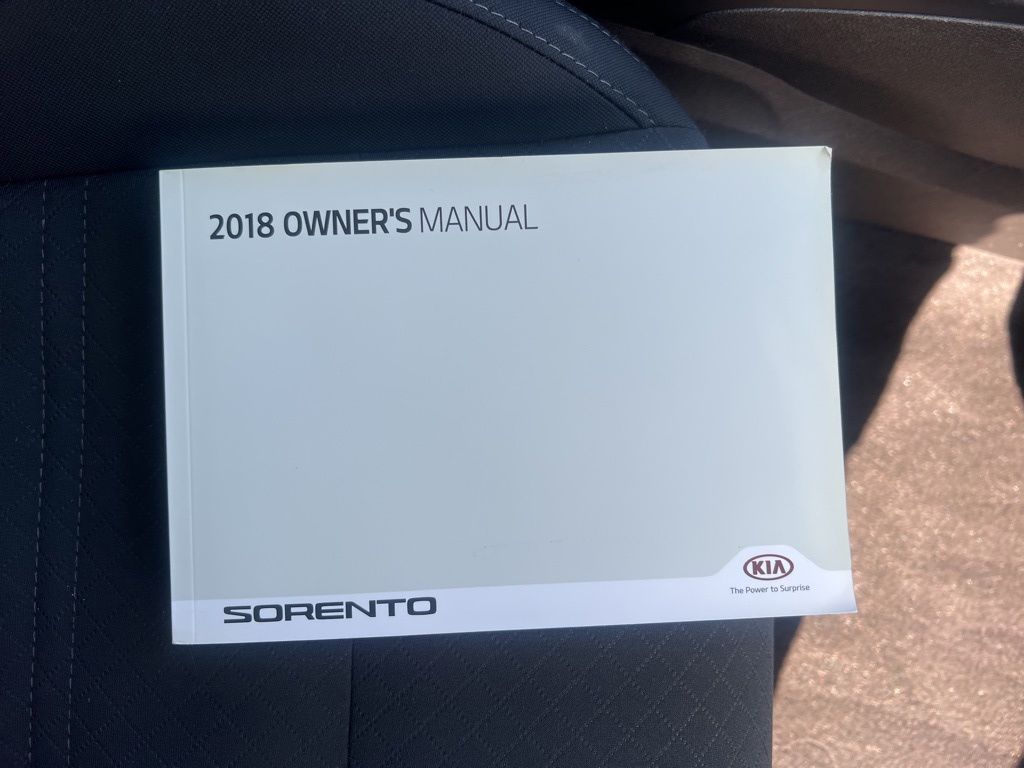 2018 OWNER'S MANUAL
KIA
The Power to Surprise
SORENTO